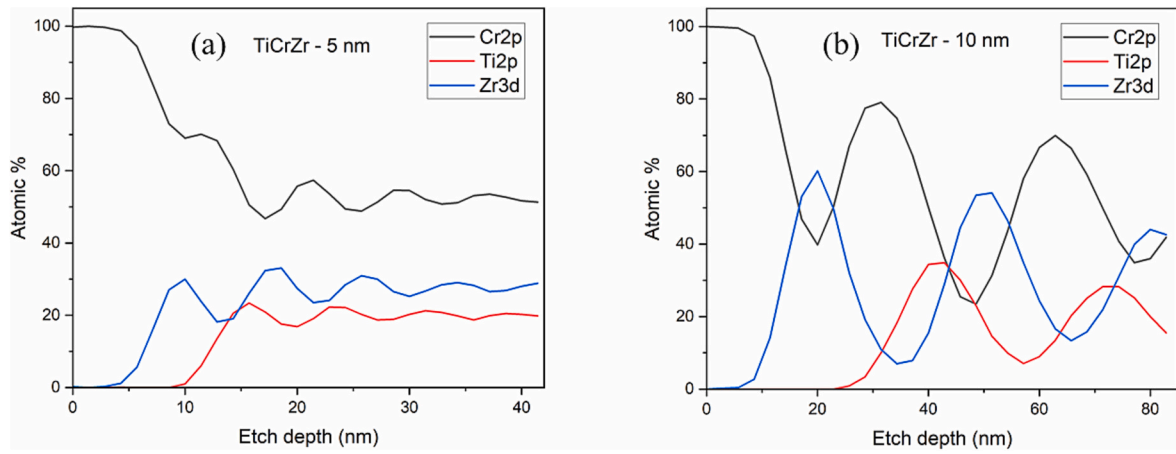 (a)
TiCrZr - 5 nm
Cr2p
Ti2p
Zr3d
Atomic %
100
80
60
40
20
0
0 10 20 30 40
Etch depth (nm)
(b)
TiCrZr - 10 nm
Cr2p
Ti2p
Zr3d
Atomic %
100
80
60
40
20
0
0 20 40 60 80
Etch depth (nm)